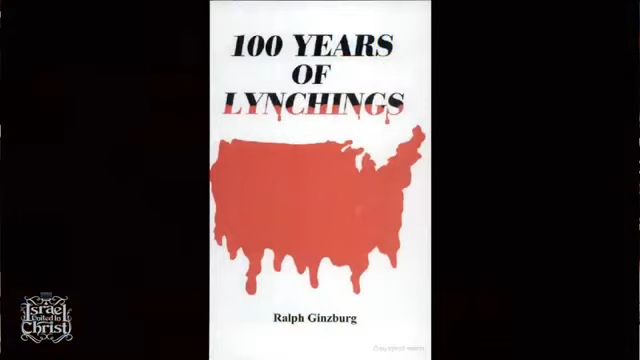 100 YEARS
OF
LYNCHINGS
Ralph Ginzburg
Israel
United In
Christ